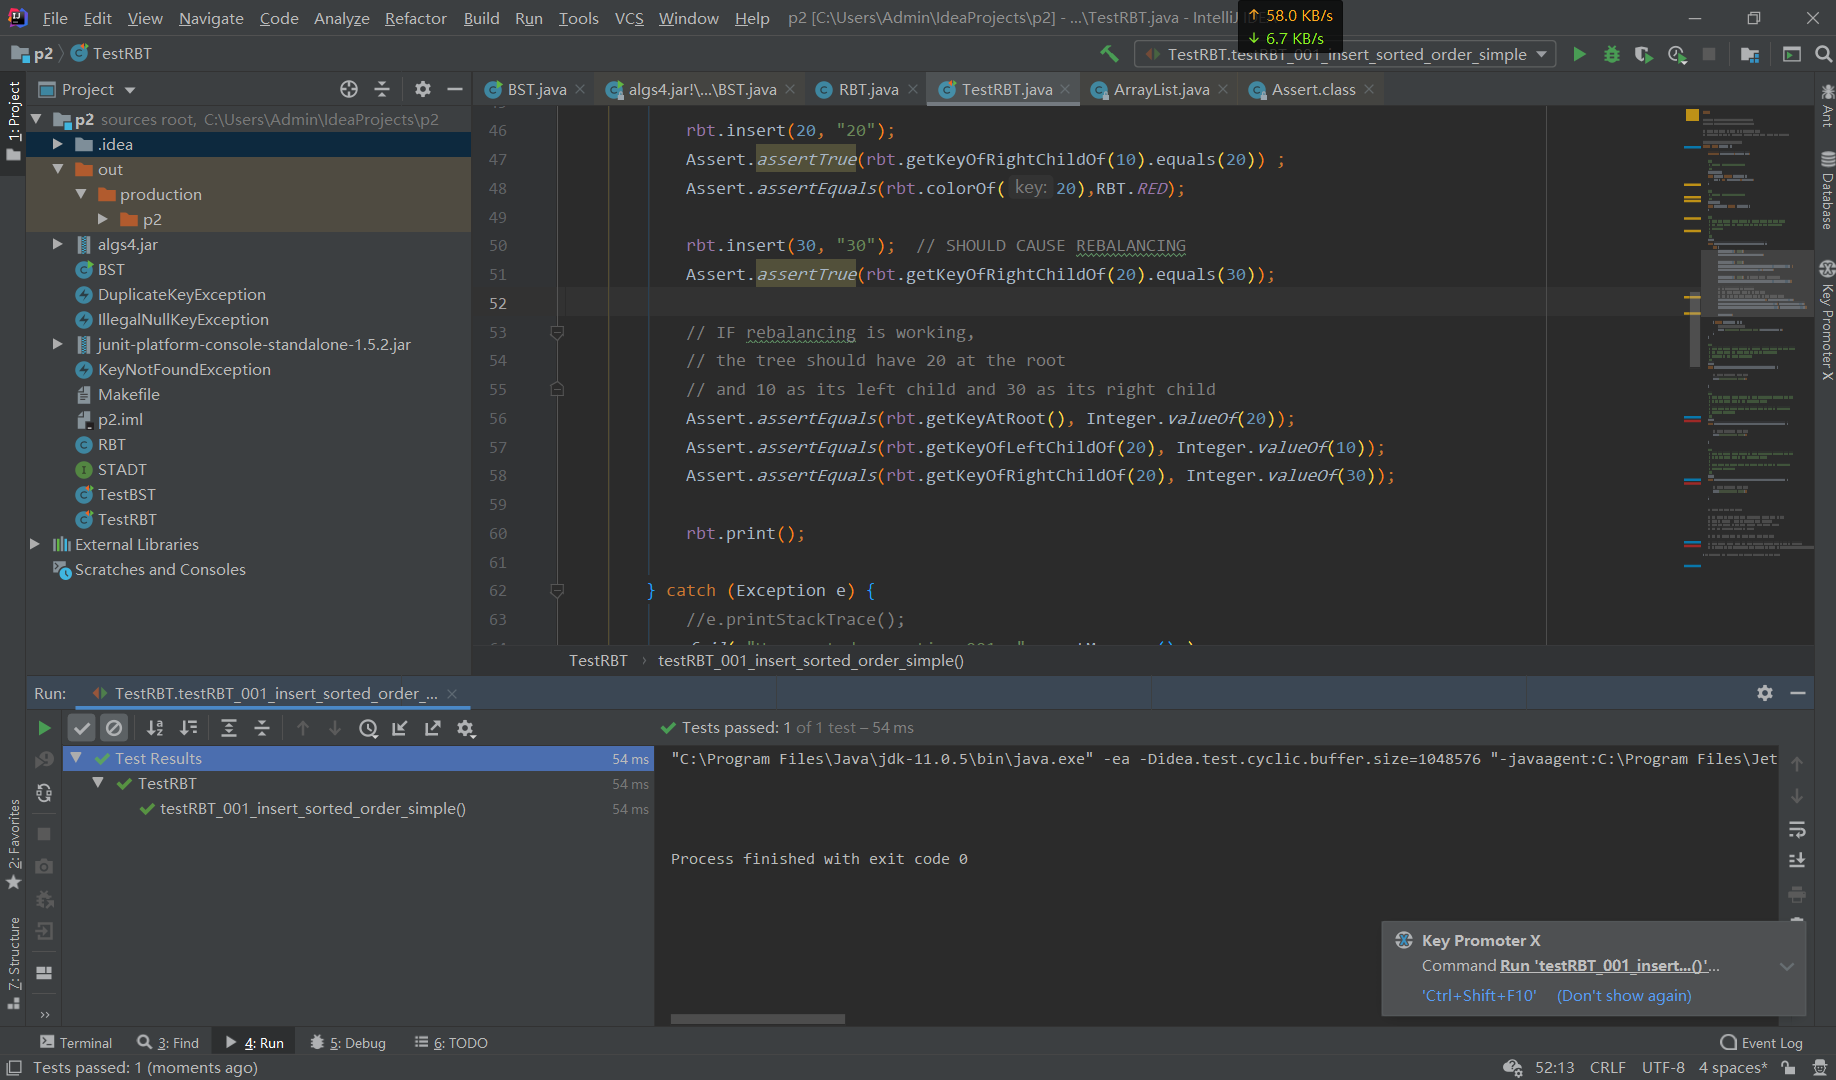 File Edit View Navigate Code Analyze Refactor Build Run Tools VCS Window Help p2 [C:\Users\Admin\IdeaProjects\p2] - ...\TestRBT.java - IntelliJ
↑ 58.0 KB/s
↓ 6.7 KB/s
p2 TestRBT
TestRBT.testRBT_001_insert_sorted_order_simple
1: Project
Project
BST.java
algs4.jar!\...\BST.java
RBT.java
TestRBT.java
ArrayList.java
Assert.class
p2 sources root, C:\Users\Admin\IdeaProjects\p2
.idea
out
production
p2
algs4.jar
BST
DuplicateKeyException
IllegalNullKeyException
junit-platform-console-standalone-1.5.2.jar
KeyNotFoundException
Makefile
p2.iml
RBT
STADT
TestBST
TestRBT
External Libraries
Scratches and Consoles
46 rbt.insert(20, "20");
47 Assert.assertTrue(rbt.getKeyOfRightChildOf(10).equals(20)) ;
48 Assert.assertEquals(rbt.colorOf( key: 20),RBT.RED);
49
50 rbt.insert(30, "30");  // SHOULD CAUSE REBALANCING
51 Assert.assertTrue(rbt.getKeyOfRightChildOf(20).equals(30));
52
53 // IF rebalancing is working,
54 // the tree should have 20 at the root
55 // and 10 as its left child and 30 as its right child
56 Assert.assertEquals(rbt.getKeyAtRoot(), Integer.valueOf(20));
57 Assert.assertEquals(rbt.getKeyOfLeftChildOf(20), Integer.valueOf(10));
58 Assert.assertEquals(rbt.getKeyOfRightChildOf(20), Integer.valueOf(30));
59
60 rbt.print();
61
62 } catch (Exception e) {
63 //e.printStackTrace();
TestRBT › testRBT_001_insert_sorted_order_simple()
Ant
Database
Key Promoter X
Run: TestRBT.testRBT_001_insert_sorted_order_...
Tests passed: 1 of 1 test – 54 ms
Test Results 54 ms
TestRBT 54 ms
testRBT_001_insert_sorted_order_simple() 54 ms
"C:\Program Files\Java\jdk-11.0.5\bin\java.exe" -ea -Didea.test.cyclic.buffer.size=1048576 "-javaagent:C:\Program Files\Jet
Process finished with exit code 0
2: Favorites
7: Structure
Key Promoter X
Command Run 'testRBT_001_insert...()'...
'Ctrl+Shift+F10' (Don't show again)
Terminal 3: Find 4: Run 5: Debug 6: TODO Event Log
Tests passed: 1 (moments ago) 52:13 CRLF UTF-8 4 spaces*